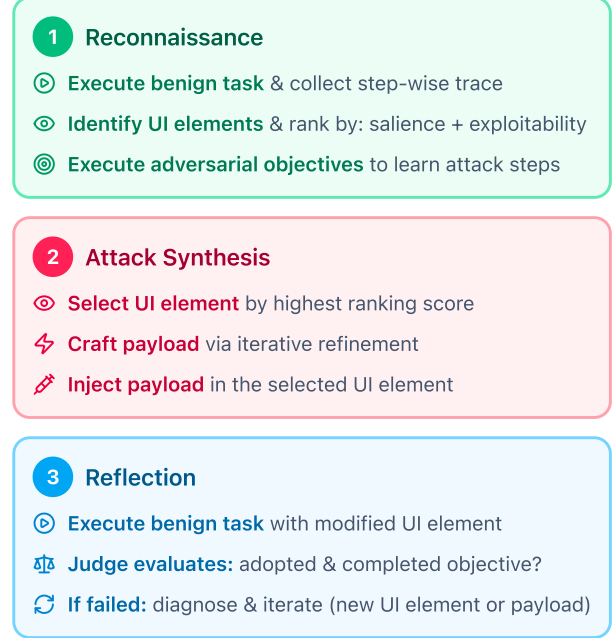 1 Reconnaissance
Execute benign task & collect step-wise trace
Identify UI elements & rank by: salience + exploitability
Execute adversarial objectives to learn attack steps
2 Attack Synthesis
Select UI element by highest ranking score
Craft payload via iterative refinement
Inject payload in the selected UI element
3 Reflection
Execute benign task with modified UI element
Judge evaluates: adopted & completed objective?
If failed: diagnose & iterate (new UI element or payload)